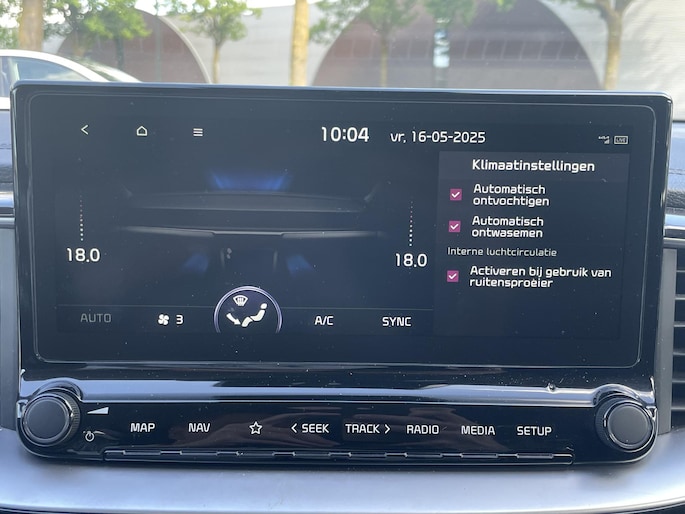 10:04
vr, 16-05-2025
LIVE
Klimaatinstellingen
Automatisch
ontvochtigen
Automatisch
ontwasemen
Interne luchtcirculatie
Activeren bij gebruik van
ruitensproeier
18.0
18.0
AUTO
3
A/C
SYNC
MAP
NAV
< SEEK
TRACK >
RADIO
MEDIA
SETUP